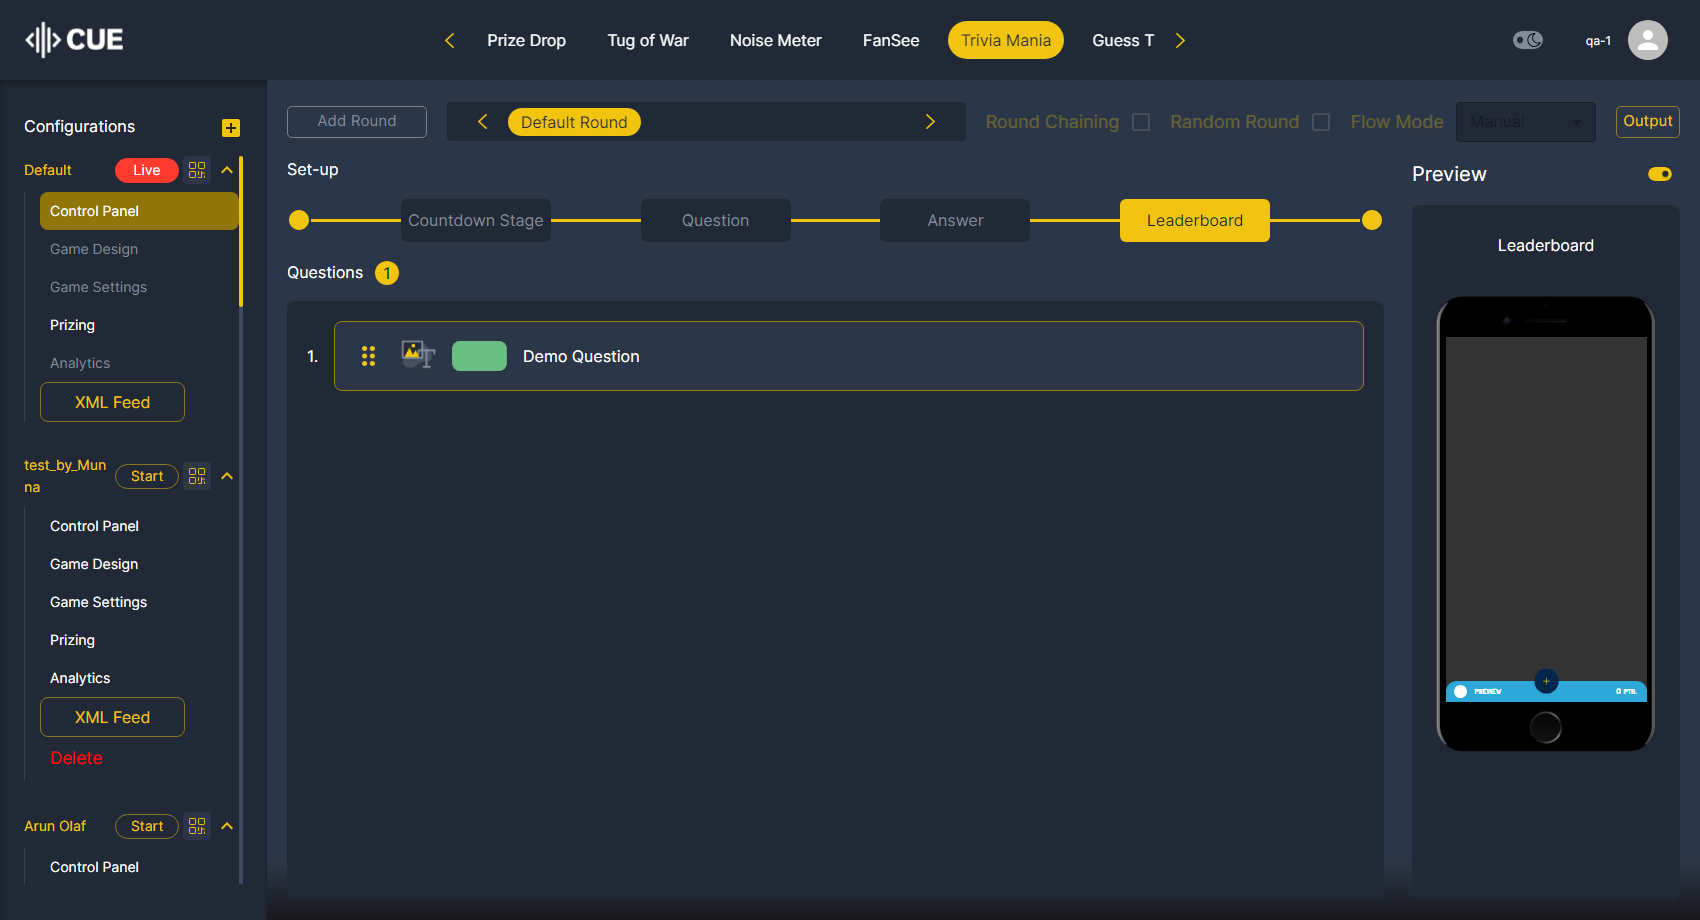 CUE
Prize Drop
Tug of War
Noise Meter
FanSee
Trivia Mania
Guess T
qa-1
Configurations
Default
Live
Control Panel
Game Design
Game Settings
Prizing
Analytics
XML Feed
test_by_Mun
na
Start
Control Panel
Game Design
Game Settings
Prizing
Analytics
XML Feed
Delete
Arun Olaf
Start
Control Panel
Add Round
Default Round
Round Chaining
Random Round
Flow Mode
Manual
Output
Set-up
Countdown Stage
Question
Answer
Leaderboard
Questions 1
1.
Demo Question
Preview
Leaderboard
PREVIEW
0 PTS.